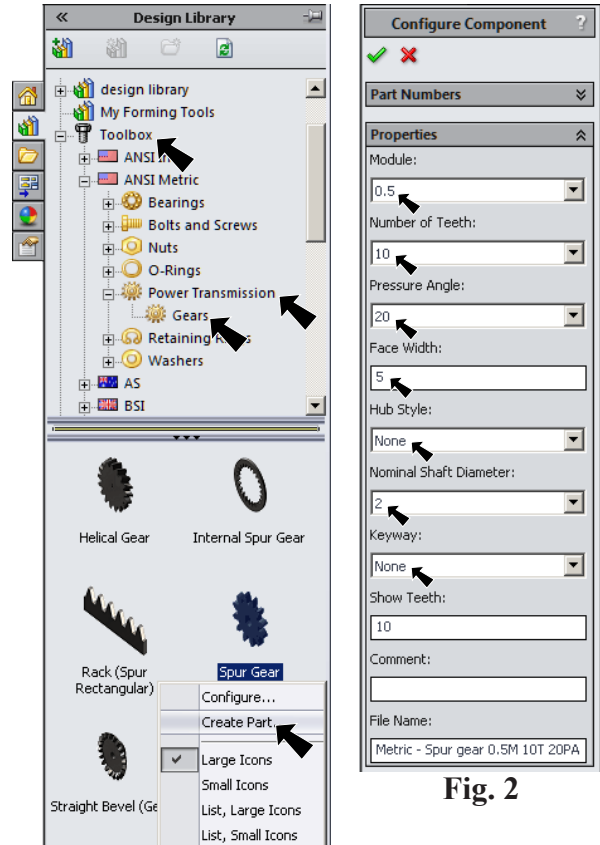 Design Library
design library
My Forming Tools
Toolbox
ANSI
ANSI Metric
Bearings
Bolts and Screws
Nuts
O-Rings
Power Transmission
Gears
Retaining
Washers
AS
BSI
Helical Gear
Internal Spur Gear
Rack (Spur
Rectangular)
Spur Gear
Configure...
Create Part...
Straight Bevel (Ge
Large Icons
Small Icons
List, Large Icons
List, Small Icons
Configure Component ?
Part Numbers
Properties
Module:
0.5
Number of Teeth:
10
Pressure Angle:
20
Face Width:
5
Hub Style:
None
Nominal Shaft Diameter:
2
Keyway:
None
Show Teeth:
10
Comment:
File Name:
Metric - Spur gear 0.5M 10T 20PA
Fig. 2